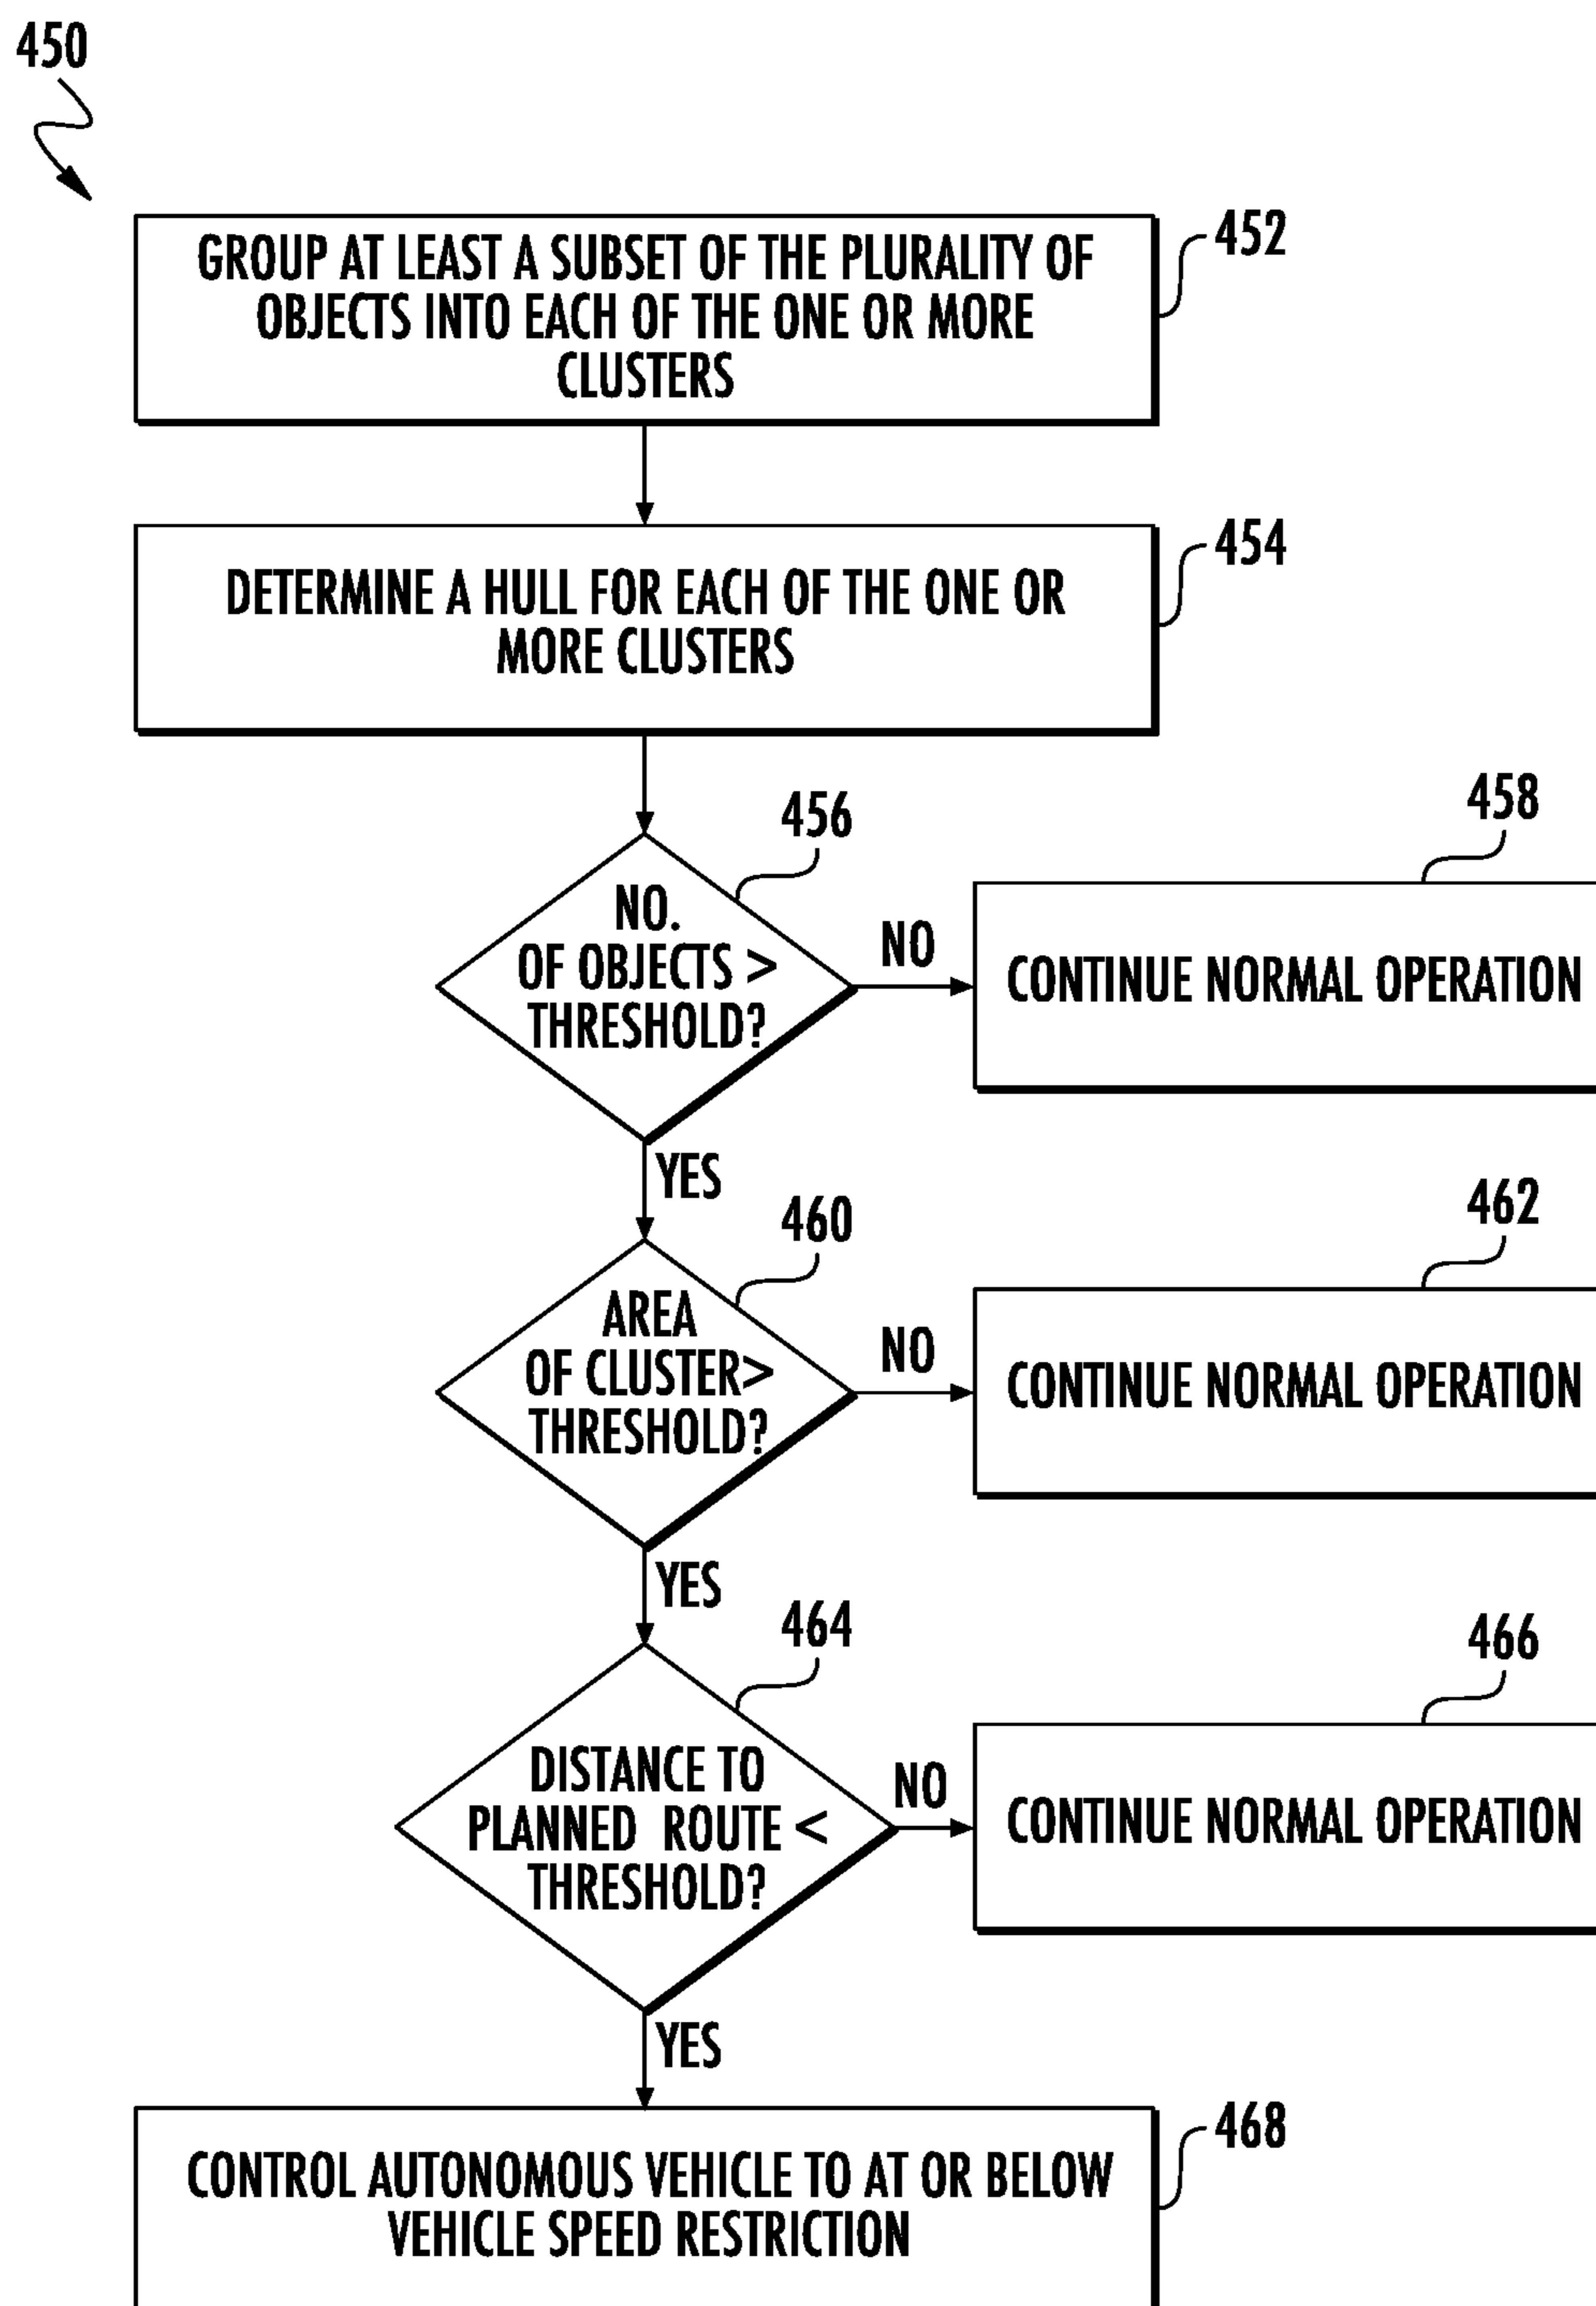 450
GROUP AT LEAST A SUBSET OF THE PLURALITY OF
OBJECTS INTO EACH OF THE ONE OR MORE
CLUSTERS
452
DETERMINE A HULL FOR EACH OF THE ONE OR
MORE CLUSTERS
454
456
NO.
OF OBJECTS >
THRESHOLD?
NO
458
CONTINUE NORMAL OPERATION
YES
460
AREA
OF CLUSTER>
THRESHOLD?
NO
462
CONTINUE NORMAL OPERATION
YES
464
DISTANCE TO
PLANNED ROUTE <
THRESHOLD?
NO
466
CONTINUE NORMAL OPERATION
YES
CONTROL AUTONOMOUS VEHICLE TO AT OR BELOW
VEHICLE SPEED RESTRICTION
468